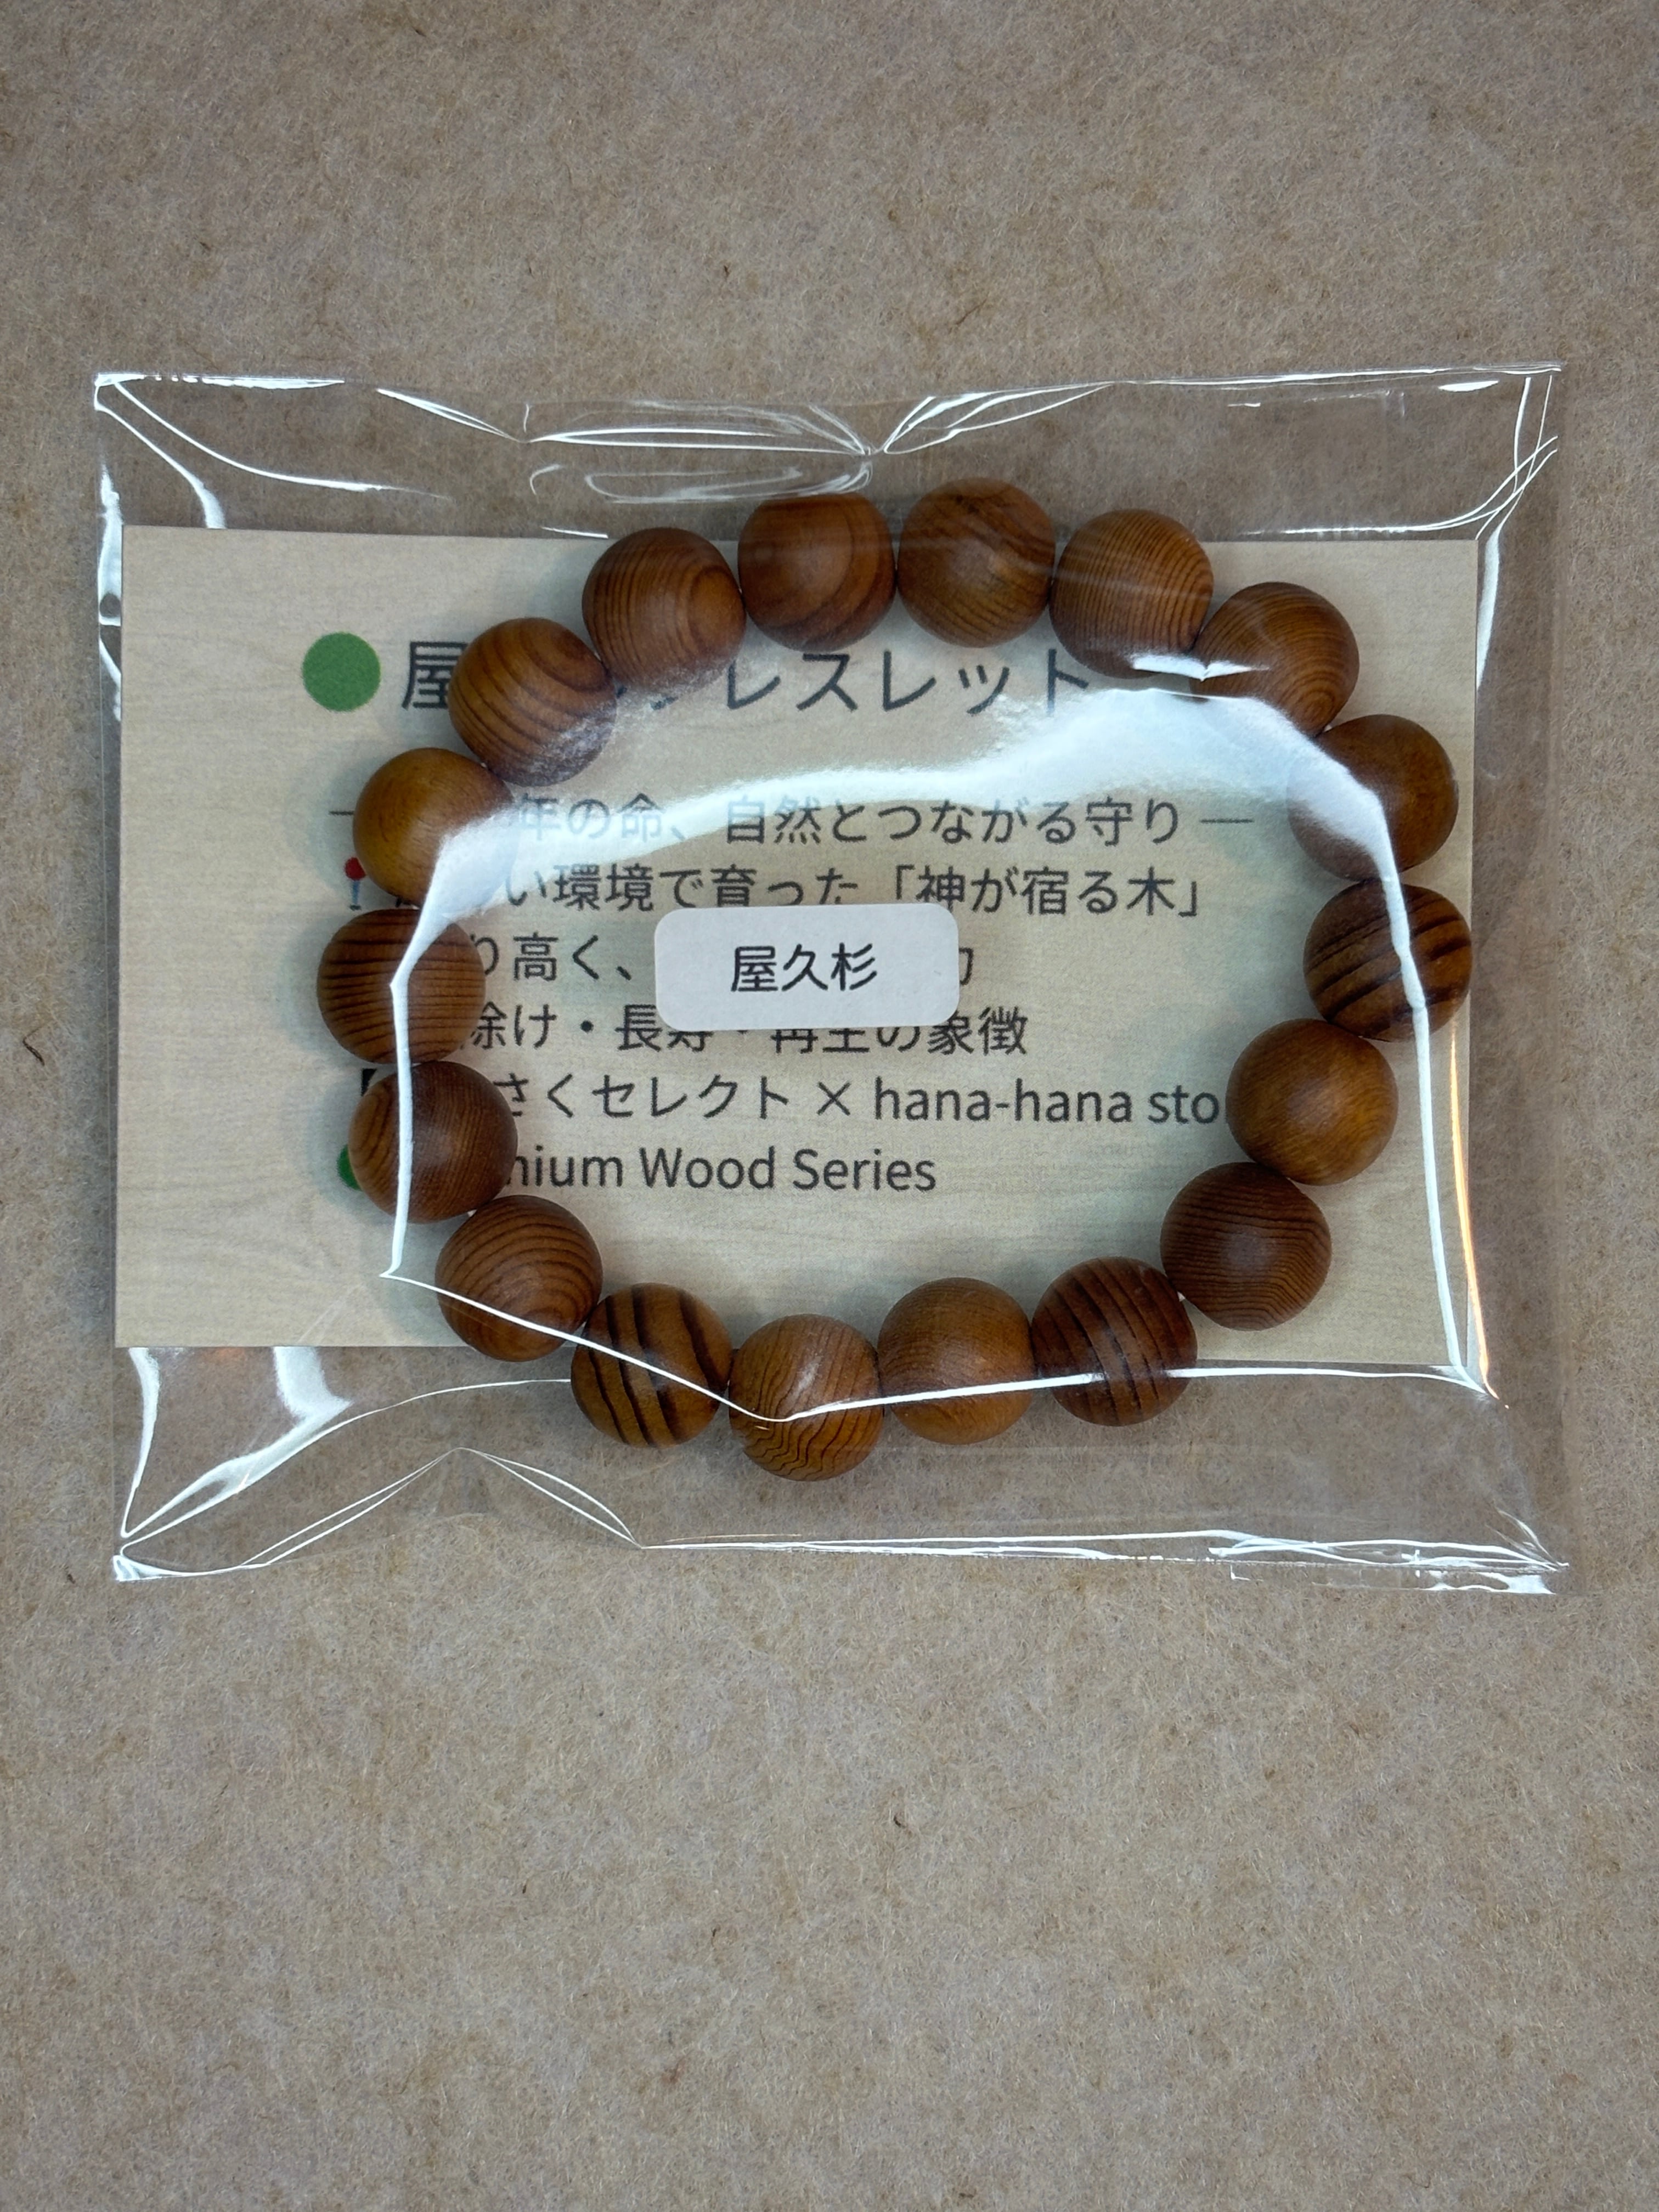 屋 レスレット
年の命、自然とつながる守り —
い環境で育った「神が宿る木」
り高く、
屋久杉
除け・長寿・再生の象徴
さくセレクト × hana-hana sto
nium Wood Series